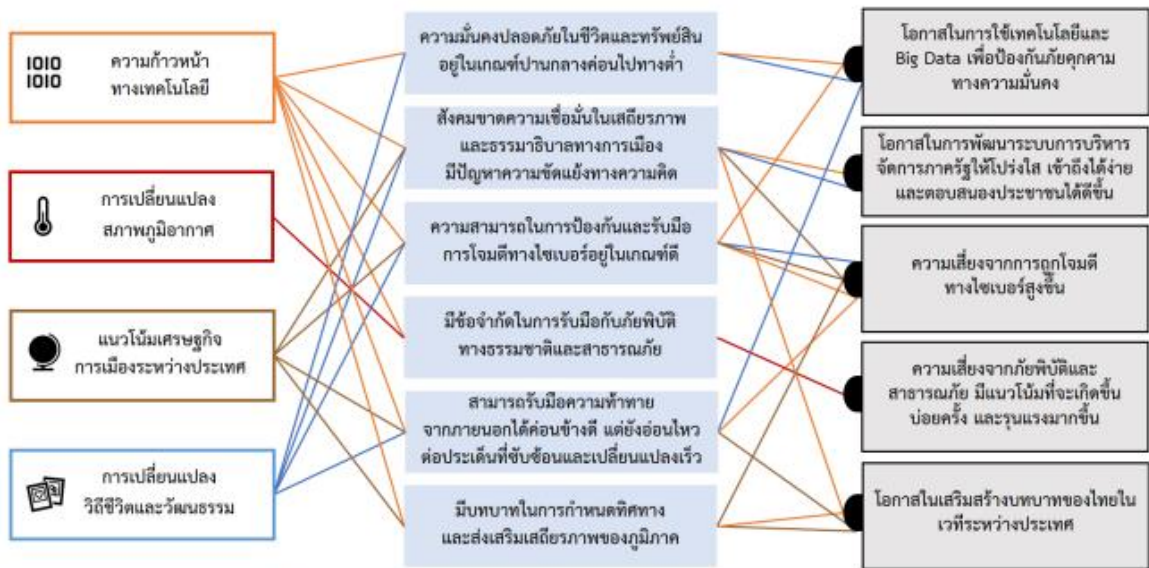 1010
1010
ความก้าวหน้า
ทางเทคโนโลยี
การเปลี่ยนแปลง
สภาพภูมิอากาศ
แนวโน้มเศรษฐกิจ
การเมืองระหว่างประเทศ
การเปลี่ยนแปลง
วิถีชีวิตและวัฒนธรรม
ความมั่นคงปลอดภัยในชีวิตและทรัพย์สิน
อยู่ในเกณฑ์ปานกลางค่อนไปทางต่ำ
สังคมขาดความเชื่อมั่นในเสถียรภาพ
และธรรมาธิบาลทางการเมือง
มีปัญหาความขัดแย้งทางความคิด
ความสามารถในการป้องกันและรับมือ
การโจมตีทางไซเบอร์อยู่ในเกณฑ์ดี
มีข้อจำกัดในการรับมือกับภัยพิบัติ
ทางธรรมชาติและสาธารณภัย
สามารถรับมือความท้าทาย
จากภายนอกได้ค่อนข้างดี แต่ยังอ่อนไหว
ต่อประเด็นที่ซับซ้อนและเปลี่ยนแปลงเร็ว
มีบทบาทในการกำหนดทิศทาง
และส่งเสริมเสถียรภาพของภูมิภาค
โอกาสในการใช้เทคโนโลยีและ
Big Data เพื่อป้องกันภัยคุกคาม
ทางความมั่นคง
โอกาสในการพัฒนาระบบการบริหาร
จัดการภาครัฐให้โปร่งใส เข้าถึงได้ง่าย
และตอบสนองประชาชนได้ดีขึ้น
ความเสี่ยงจากการถูกโจมตี
ทางไซเบอร์สูงขึ้น
ความเสี่ยงจากภัยพิบัติและ
สาธารณภัย มีแนวโน้มที่จะเกิดขึ้น
บ่อยครั้ง และรุนแรงมากขึ้น
โอกาสในเสริมสร้างบทบาทของไทยใน
เวทีระหว่างประเทศ